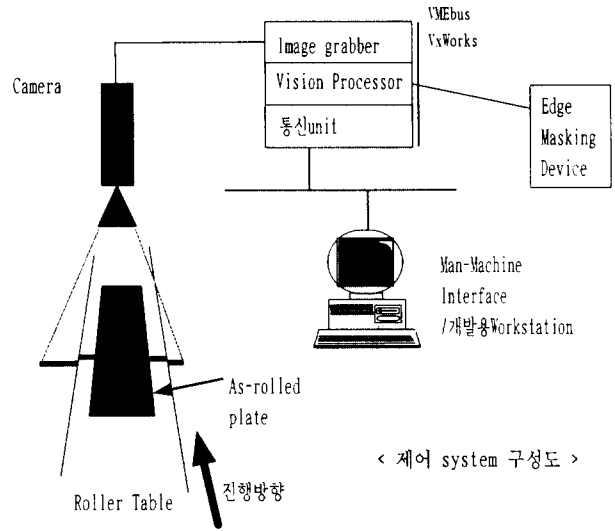 VMEbus
VxWorks
Image grabber
Vision Processor
통신unit
Camera
Edge
Masking
Device
Man-Machine
Interface
/개발용Workstation
As-rolled
plate
< 제어 system 구성도 >
진행방향
Roller Table